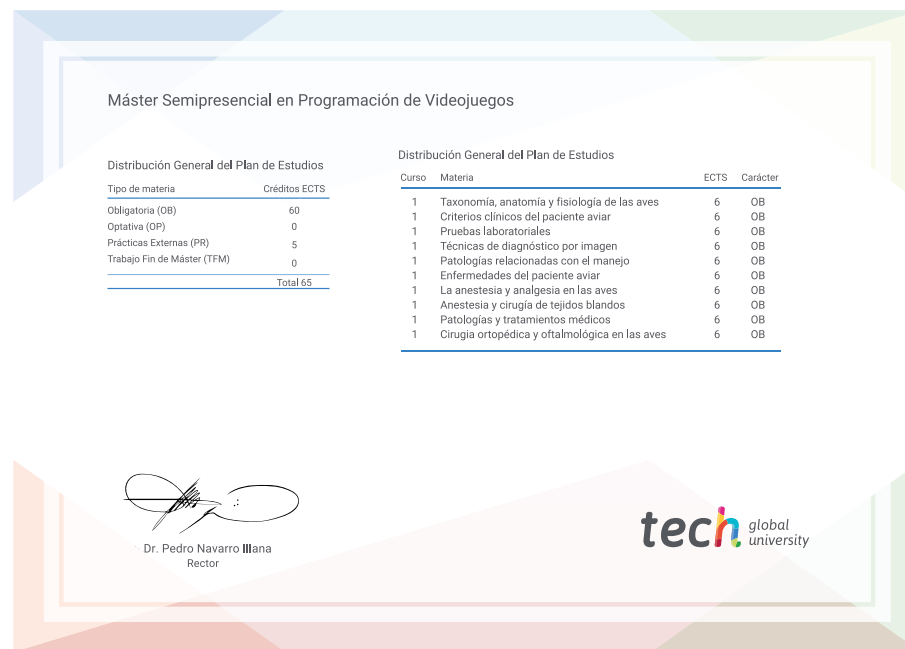 Máster Semipresencial en Programación de Videojuegos
Distribución General del Plan de Estudios
Tipo de materia Créditos ECTS
Obligatoria (OB) 60
Optativa (OP) 0
Prácticas Externas (PR) 5
Trabajo Fin de Máster (TFM) 0
Total 65
Distribución General del Plan de Estudios
Curso Materia ECTS Carácter
1 Taxonomía, anatomía y fisiología de las aves 6 OB
1 Criterios clínicos del paciente aviar 6 OB
1 Pruebas laboratoriales 6 OB
1 Técnicas de diagnóstico por imagen 6 OB
1 Patologías relacionadas con el manejo 6 OB
1 Enfermedades del paciente aviar 6 OB
1 La anestesia y analgesia en las aves 6 OB
1 Anestesia y cirugía de tejidos blandos 6 OB
1 Patologías y tratamientos médicos 6 OB
1 Cirugia ortopédica y oftalmológica en las aves 6 OB
Dr. Pedro Navarro Illana
Rector
tech global
university